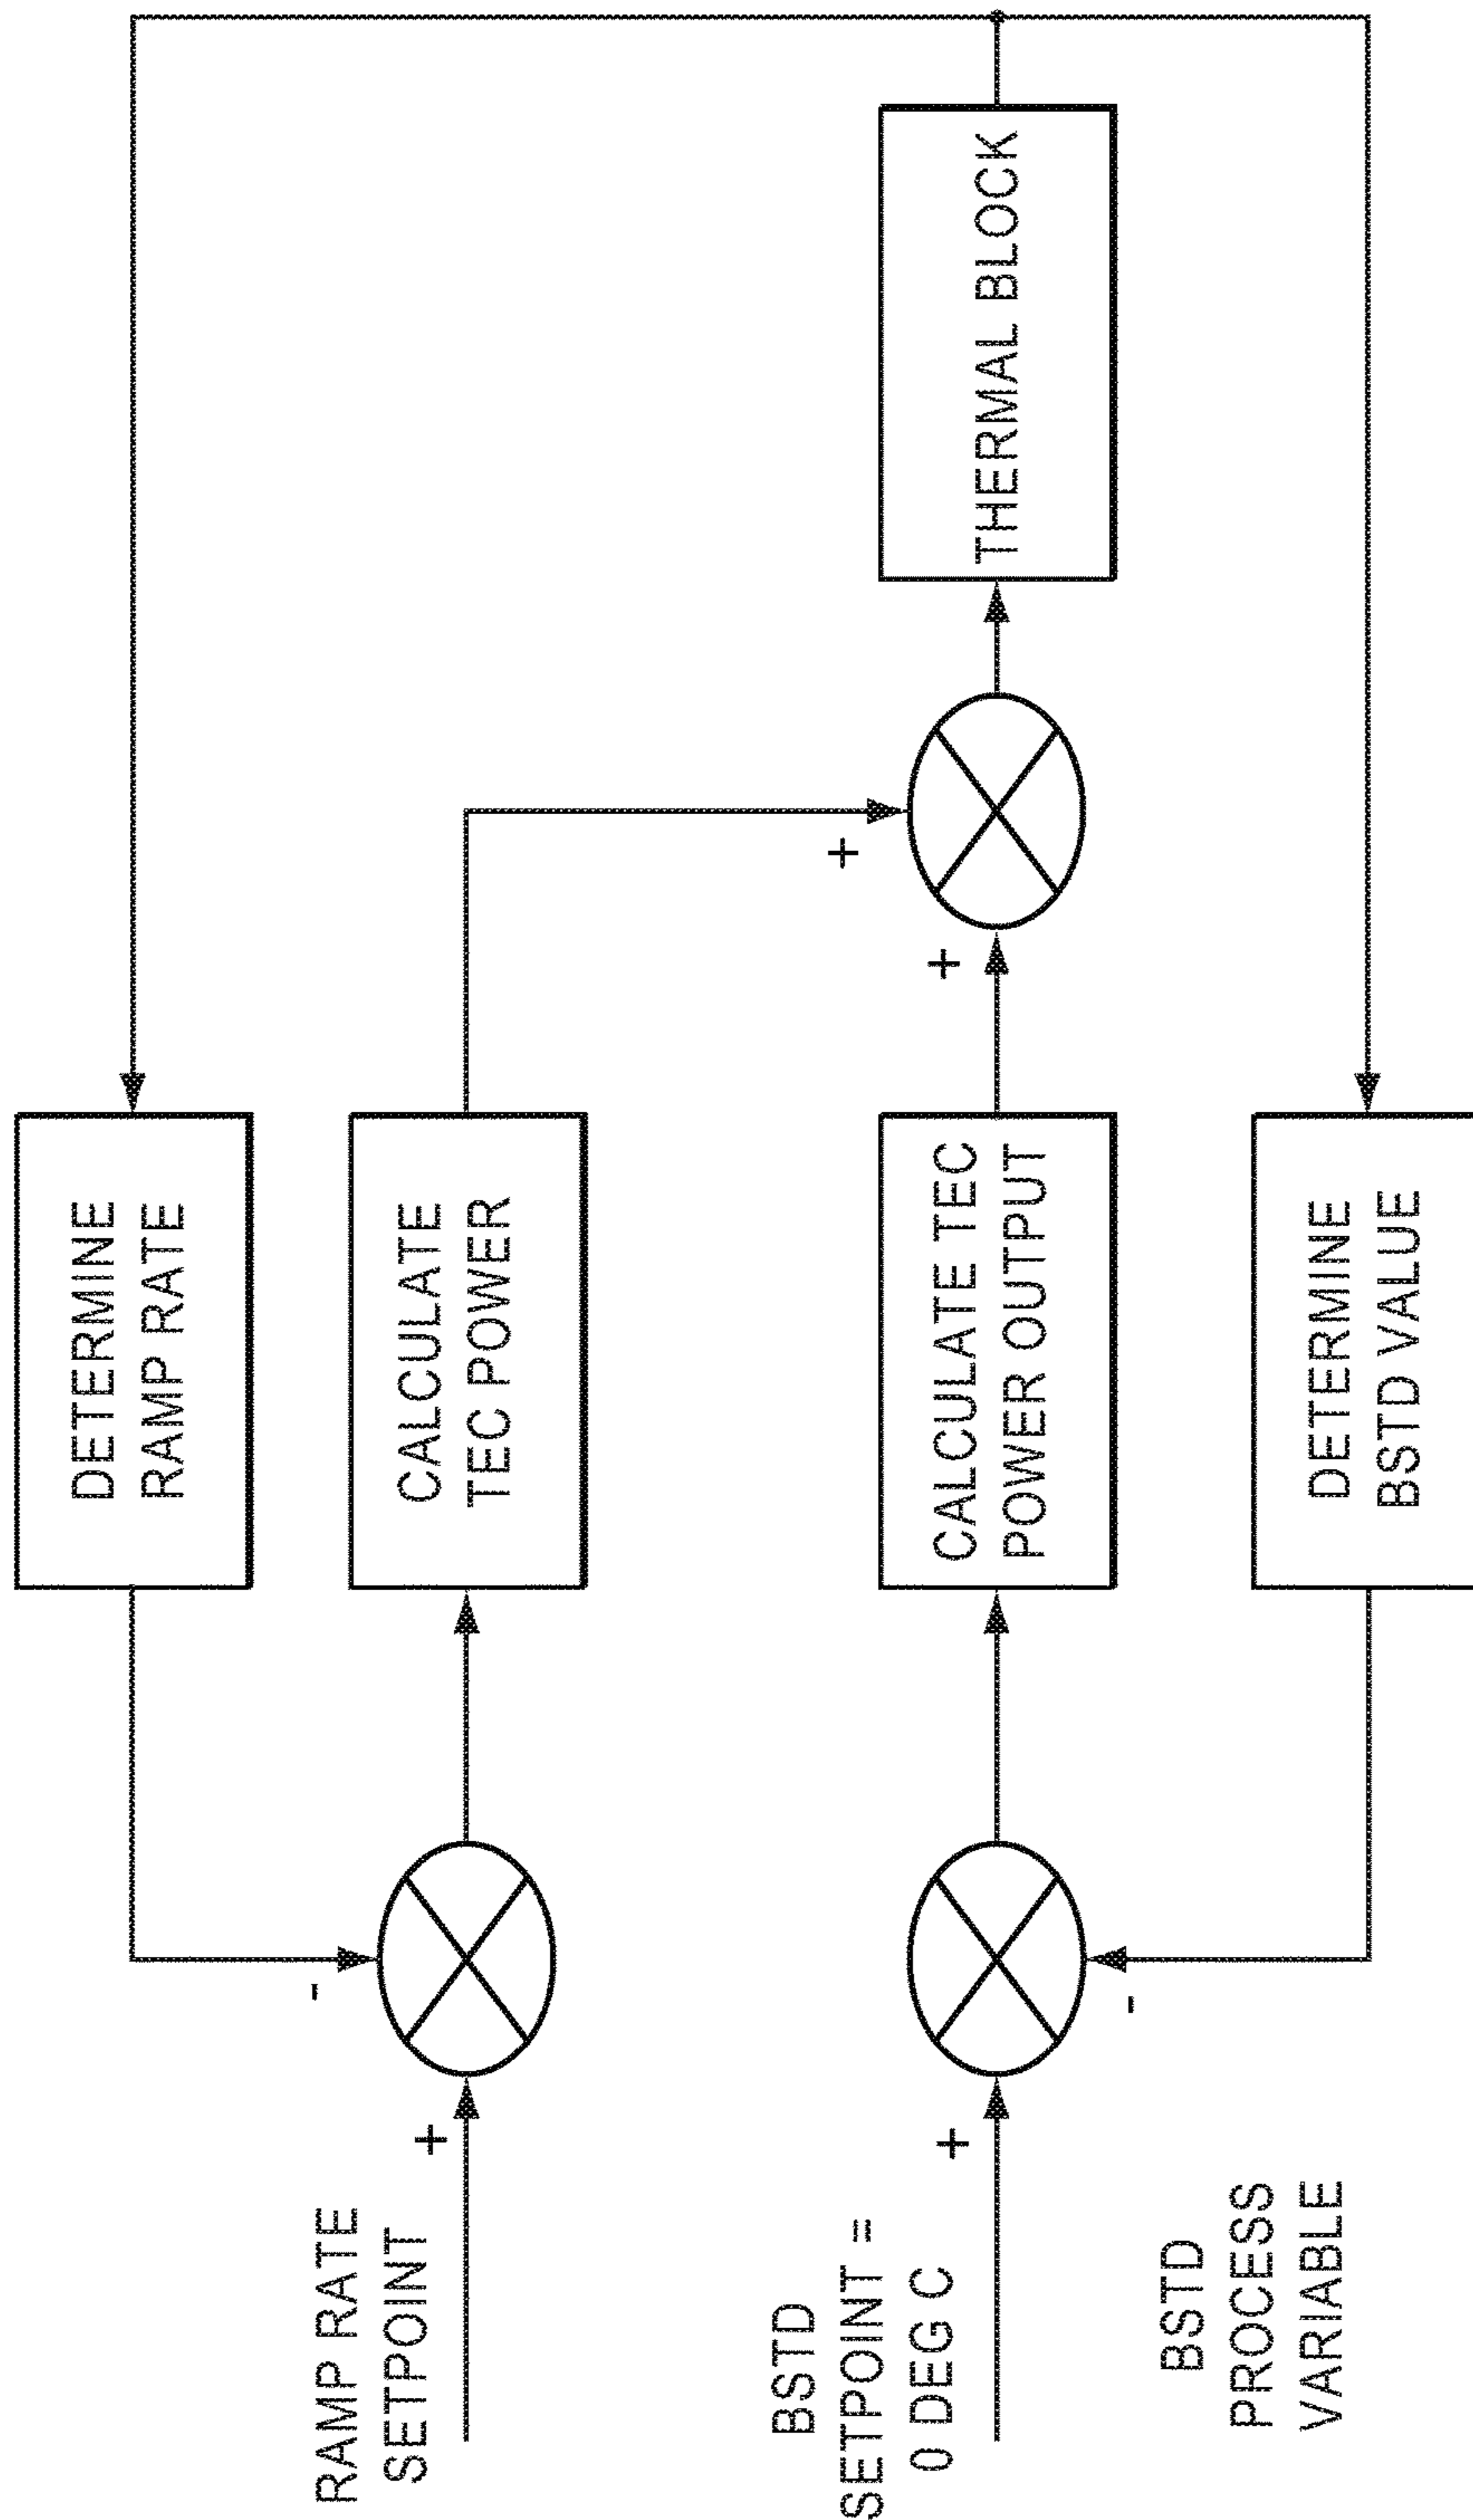 DETERMINE
RAMP RATE
RAMP RATE
SETPOINT
+
-
CALCULATE
TEC POWER
+
BSTD
SETPOINT =
0 DEG C
+
CALCULATE TEC
POWER OUTPUT
+
THERMAL BLOCK
-
BSTD
PROCESS
VARIABLE
DETERMINE
BSTD VALUE